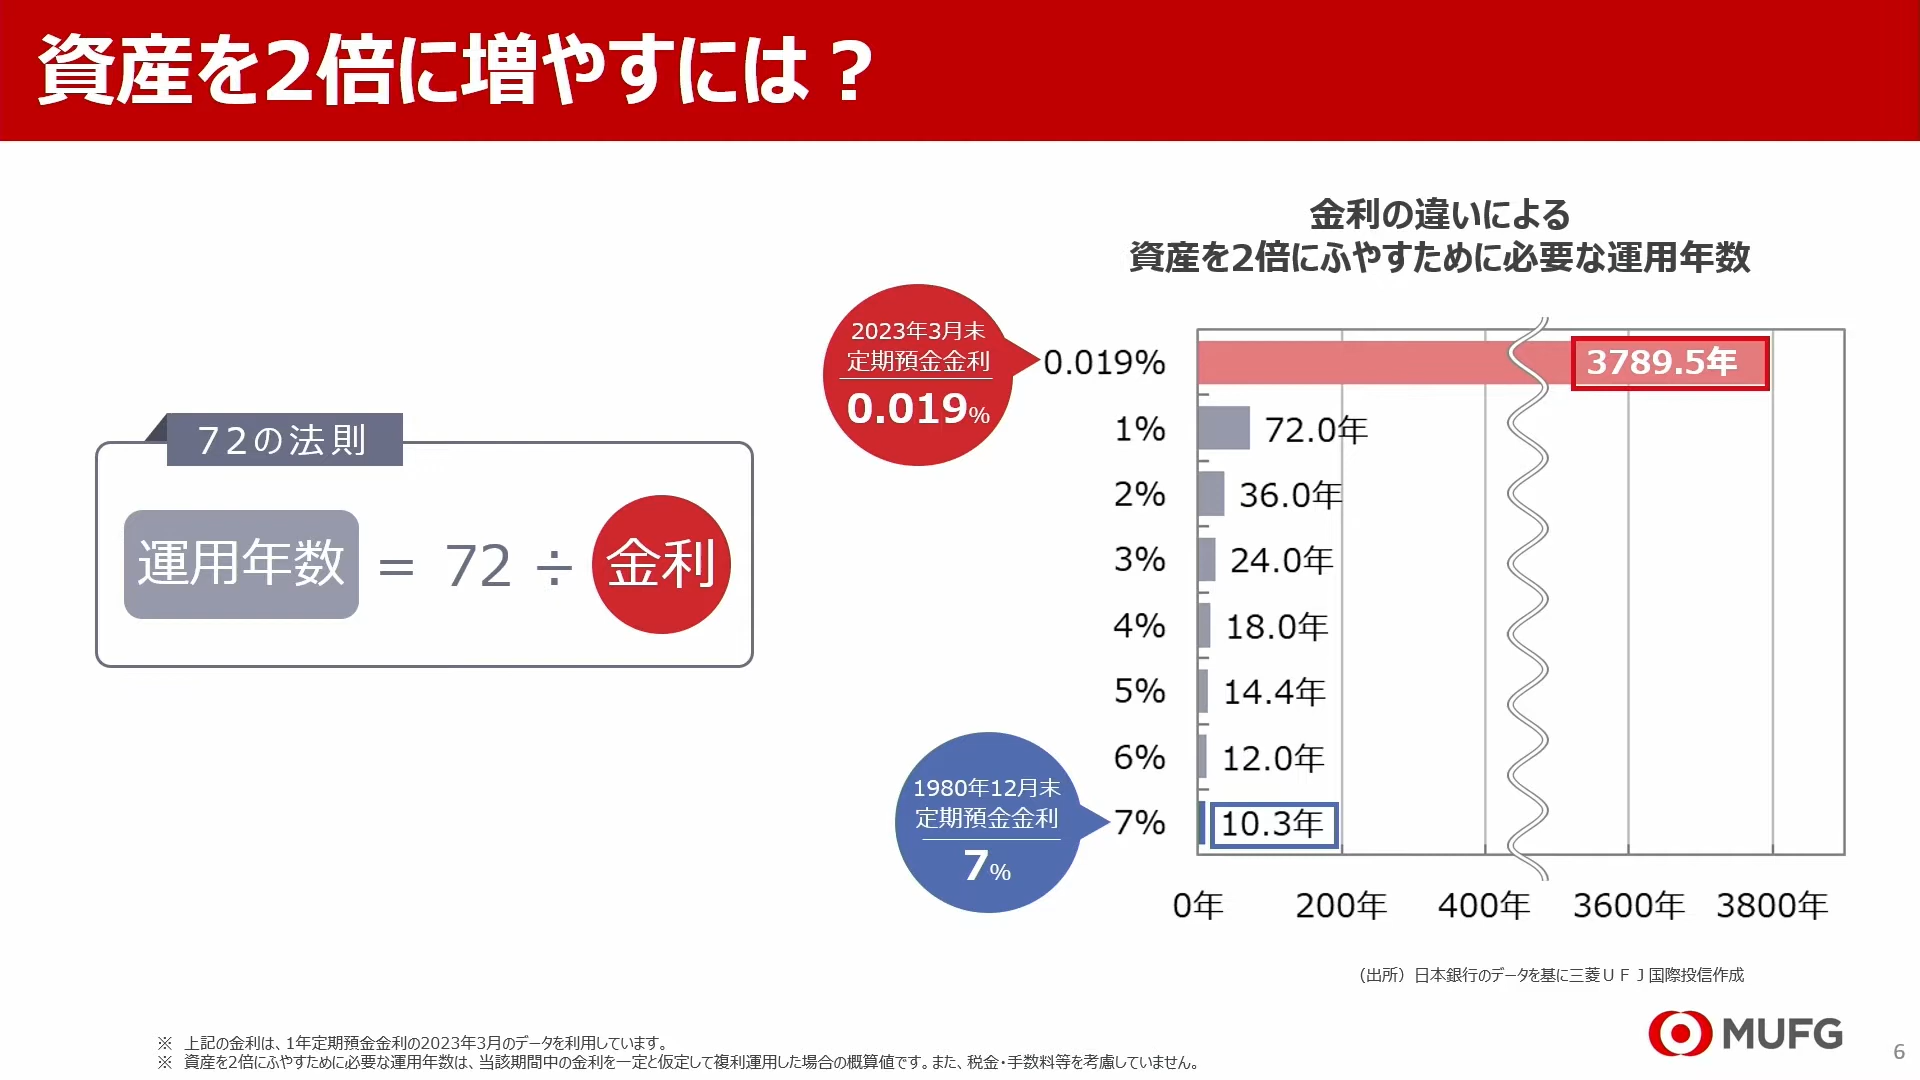 資産を2倍に増やすには？
金利の違いによる
資産を2倍にふやすために必要な運用年数
2023年3月末
定期預金金利
0.019%
72の法則
運用年数 = 72 ÷ 金利
1980年12月末
定期預金金利
7%
0.019% 3789.5年
1% 72.0年
2% 36.0年
3% 24.0年
4% 18.0年
5% 14.4年
6% 12.0年
7% 10.3年
0年 200年 400年 3600年 3800年
（出所）日本銀行のデータを基に三菱ＵＦＪ国際投信作成
※ 上記の金利は、1年定期預金金利の2023年3月のデータを利用しています。
※ 資産を2倍にふやすために必要な運用年数は、当該期間中の金利を一定と仮定して複利運用した場合の概算値です。また、税金・手数料等を考慮していません。
MUFG
6